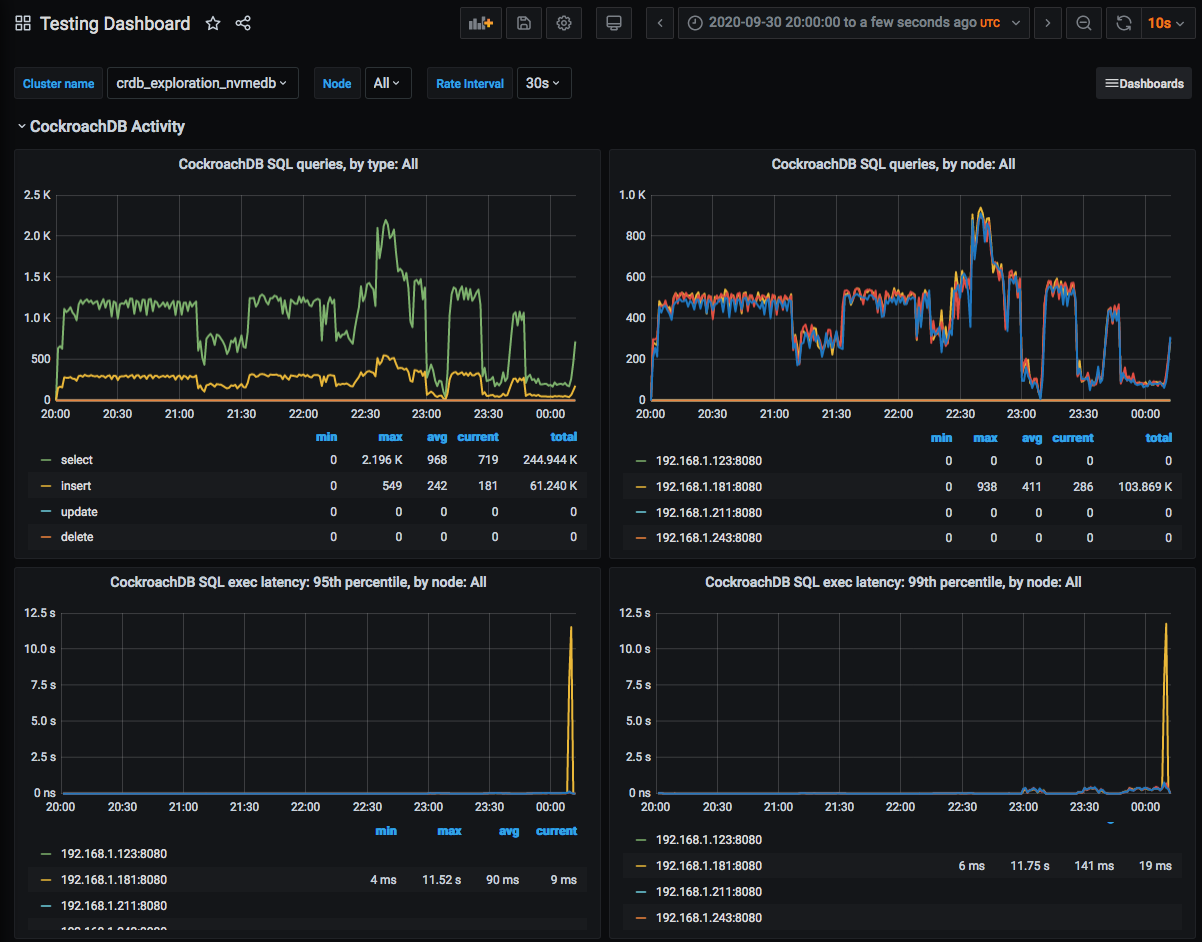 Testing Dashboard
2020-09-30 20:00:00 to a few seconds ago UTC
10s
Cluster name crdb_exploration_nvmedb Node All Rate Interval 30s Dashboards
CockroachDB Activity
CockroachDB SQL queries, by type: All
2.5 K
2.0 K
1.5 K
1.0 K
500
0
20:00 20:30 21:00 21:30 22:00 22:30 23:00 23:30 00:00
min max avg current total
select 0 2.196 K 968 719 244.944 K
insert 0 549 242 181 61.240 K
update 0 0 0 0 0
delete 0 0 0 0 0
CockroachDB SQL queries, by node: All
1.0 K
800
600
400
200
0
20:00 20:30 21:00 21:30 22:00 22:30 23:00 23:30 00:00
min max avg current total
192.168.1.123:8080 0 0 0 0 0
192.168.1.181:8080 0 938 411 286 103.869 K
192.168.1.211:8080 0 0 0 0 0
192.168.1.243:8080 0 0 0 0 0
CockroachDB SQL exec latency: 95th percentile, by node: All
12.5 s
10.0 s
7.5 s
5.0 s
2.5 s
0 ns
20:00 20:30 21:00 21:30 22:00 22:30 23:00 23:30 00:00
min max avg current
192.168.1.123:8080
192.168.1.181:8080 4 ms 11.52 s 90 ms 9 ms
192.168.1.211:8080
CockroachDB SQL exec latency: 99th percentile, by node: All
12.5 s
10.0 s
7.5 s
5.0 s
2.5 s
0 ns
20:00 20:30 21:00 21:30 22:00 22:30 23:00 23:30 00:00
192.168.1.123:8080
192.168.1.181:8080 6 ms 11.75 s 141 ms 19 ms
192.168.1.211:8080
192.168.1.243:8080